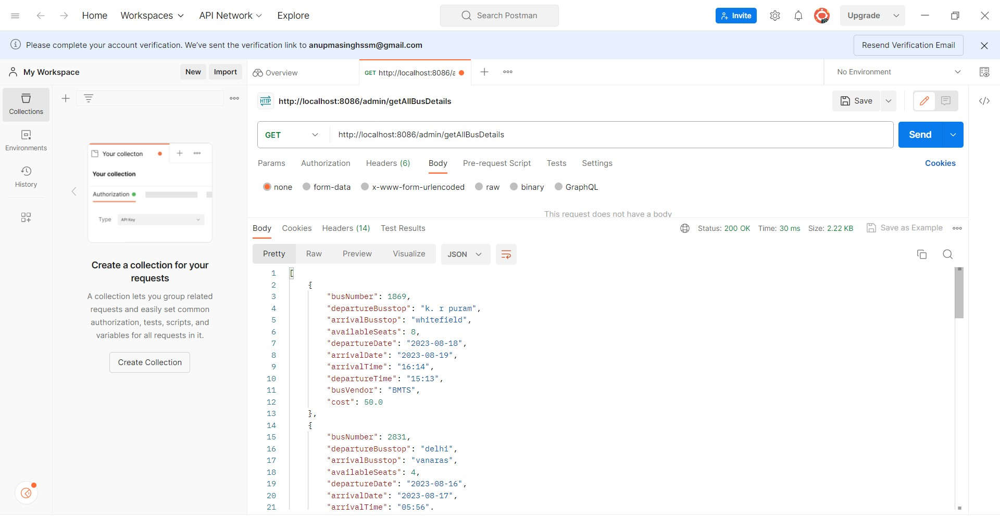 Home Workspaces API Network Explore Search Postman Invite Upgrade
Please complete your account verification. We've sent the verification link to anupmasinghssm@gmail.com Resend Verification Email
My Workspace New Import Overview GET http://localhost:8086/a No Environment
Collections
Environments
History
Your collecton
Your collection
Authorization
Type API Key
Create a collection for your
requests
A collection lets you group related
requests and easily set common
authorization, tests, scripts, and
variables for all requests in it.
Create Collection
HTTP http://localhost:8086/admin/getAllBusDetails Save
GET http://localhost:8086/admin/getAllBusDetails Send
Params Authorization Headers (6) Body Pre-request Script Tests Settings Cookies
none form-data x-www-form-urlencoded raw binary GraphQL
This request does not have a body
Body Cookies Headers (14) Test Results Status: 200 OK Time: 30 ms Size: 2.22 KB Save as Example
Pretty Raw Preview Visualize JSON
1 [
2 {
3 "busNumber": 1869,
4 "departureBusstop": "k. r puram",
5 "arrivalBusstop": "whitefield",
6 "availableSeats": 8,
7 "departureDate": "2023-08-18",
8 "arrivalDate": "2023-08-19",
9 "arrivalTime": "16:14",
10 "departureTime": "15:13",
11 "busVendor": "BMTS",
12 "cost": 50.0
13 },
14 {
15 "busNumber": 2831,
16 "departureBusstop": "delhi",
17 "arrivalBusstop": "vanaras",
18 "availableSeats": 4,
19 "departureDate": "2023-08-16",
20 "arrivalDate": "2023-08-17",
21 "arrivalTime": "05:56",